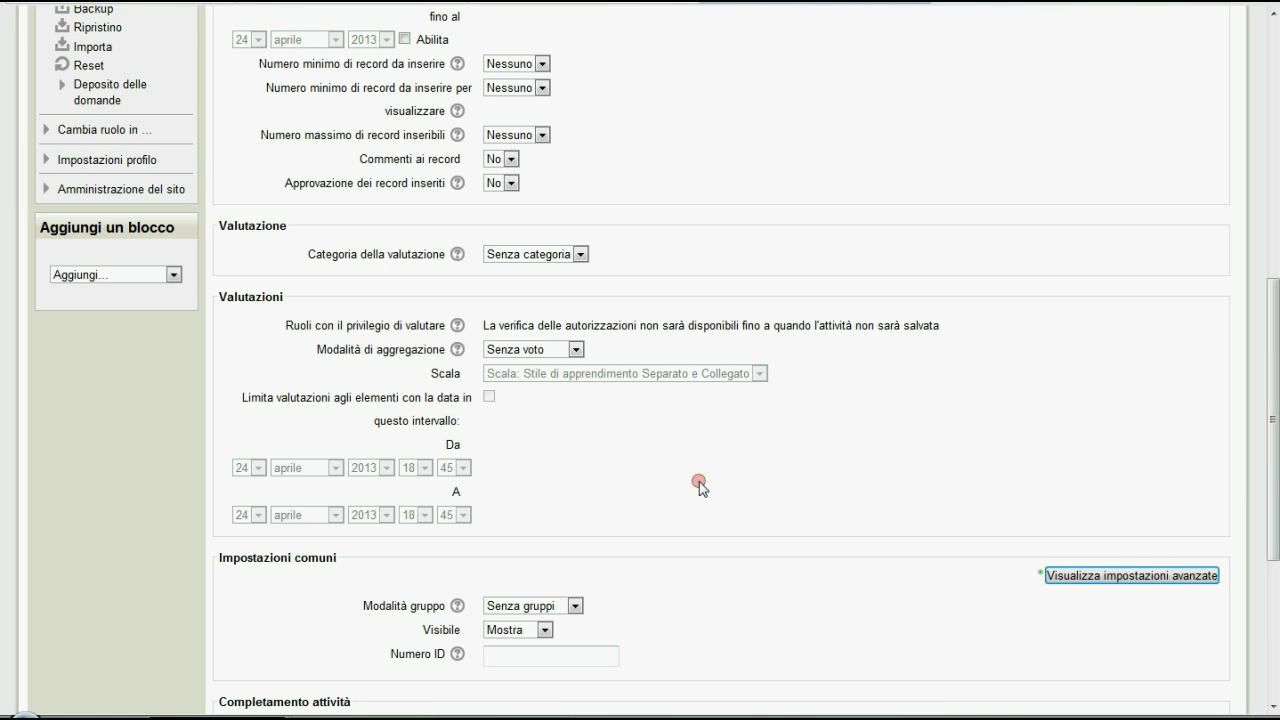 Backup
Ripristino
Importa
Reset
Deposito delle
domande
Cambia ruolo in ...
Impostazioni profilo
Amministrazione del sito
Aggiungi un blocco
Aggiungi...
fino al
24 aprile 2013 Abilita
Numero minimo di record da inserire Nessuno
Numero minimo di record da inserire per Nessuno
visualizzare
Numero massimo di record inseribili Nessuno
Commenti ai record No
Approvazione dei record inseriti No
Valutazione
Categoria della valutazione Senza categoria
Valutazioni
Ruoli con il privilegio di valutare La verifica delle autorizzazioni non sarà disponibili fino a quando l'attività non sarà salvata
Modalità di aggregazione Senza voto
Scala Scala: Stile di apprendimento Separato e Collegato
Limita valutazioni agli elementi con la data in
questo intervallo:
Da
24 aprile 2013 18 45
A
24 aprile 2013 18 45
Impostazioni comuni
* Visualizza impostazioni avanzate
Modalità gruppo Senza gruppi
Visibile Mostra
Numero ID
Completamento attività